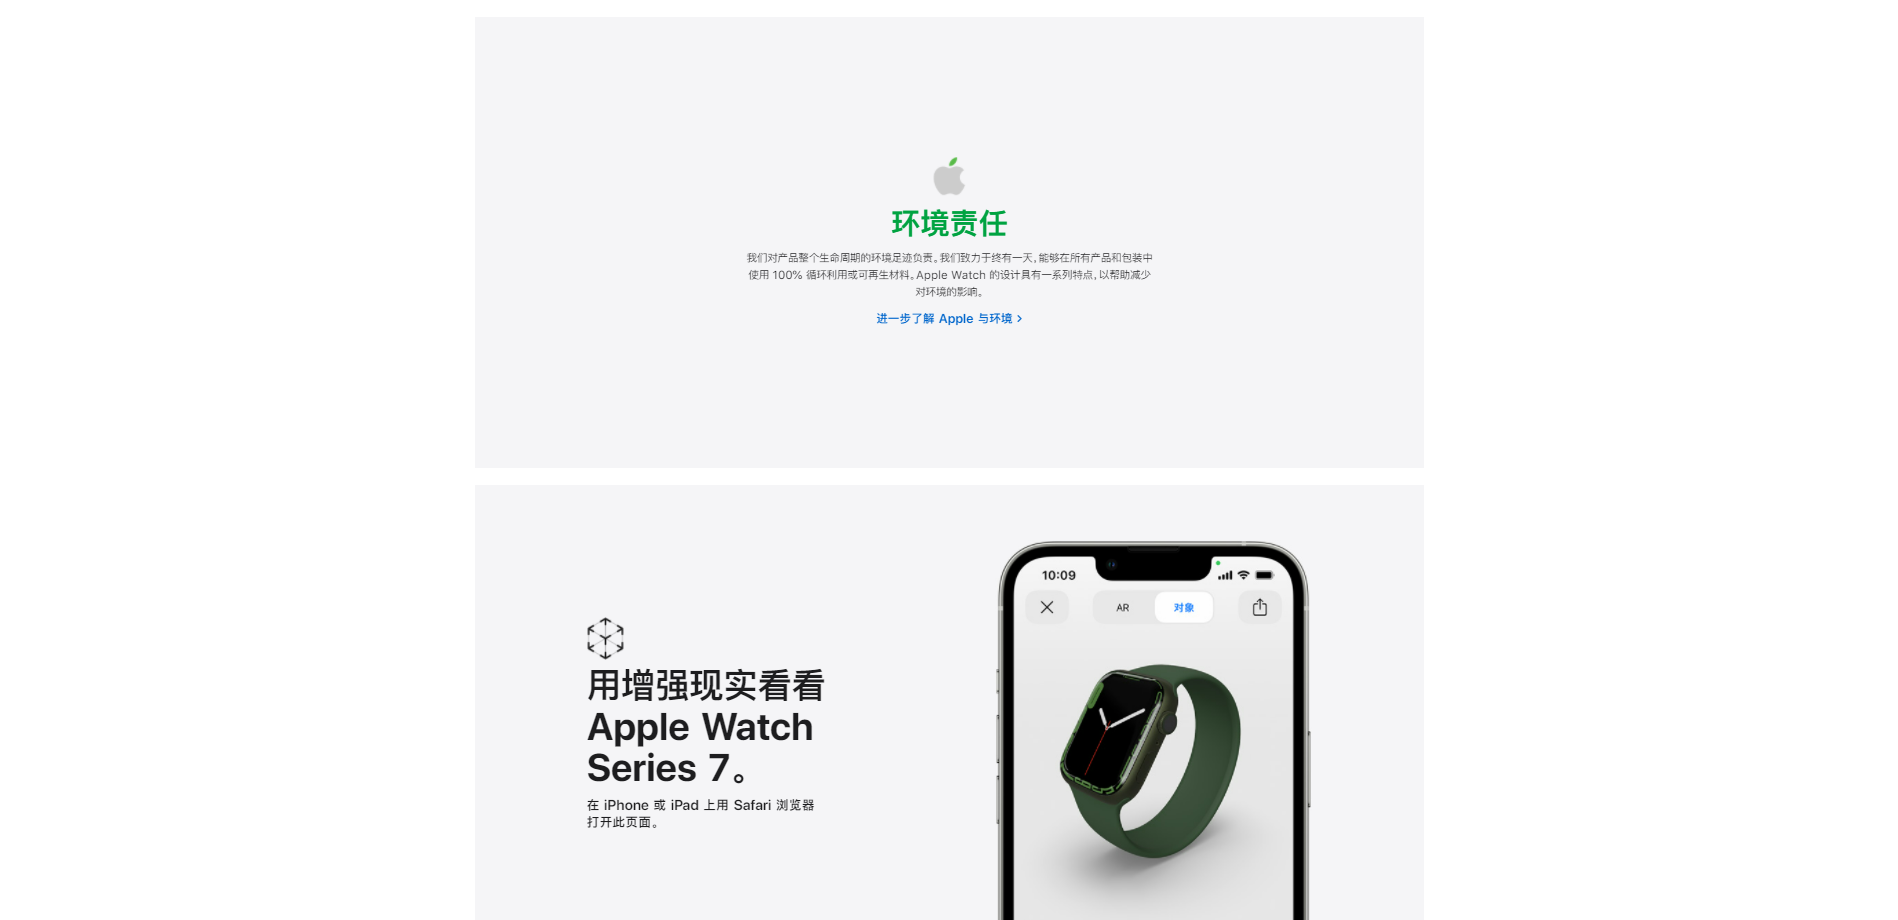 环境责任
我们对产品整个生命周期的环境足迹负责。我们致力于终有一天，能够在所有产品和包装中
使用 100% 循环利用或可再生材料。Apple Watch 的设计具有一系列特点，以帮助减少
对环境的影响。
进一步了解 Apple 与环境 >
10:09
AR
对象
用增强现实看看
Apple Watch
Series 7。
在 iPhone 或 iPad 上用 Safari 浏览器
打开此页面。